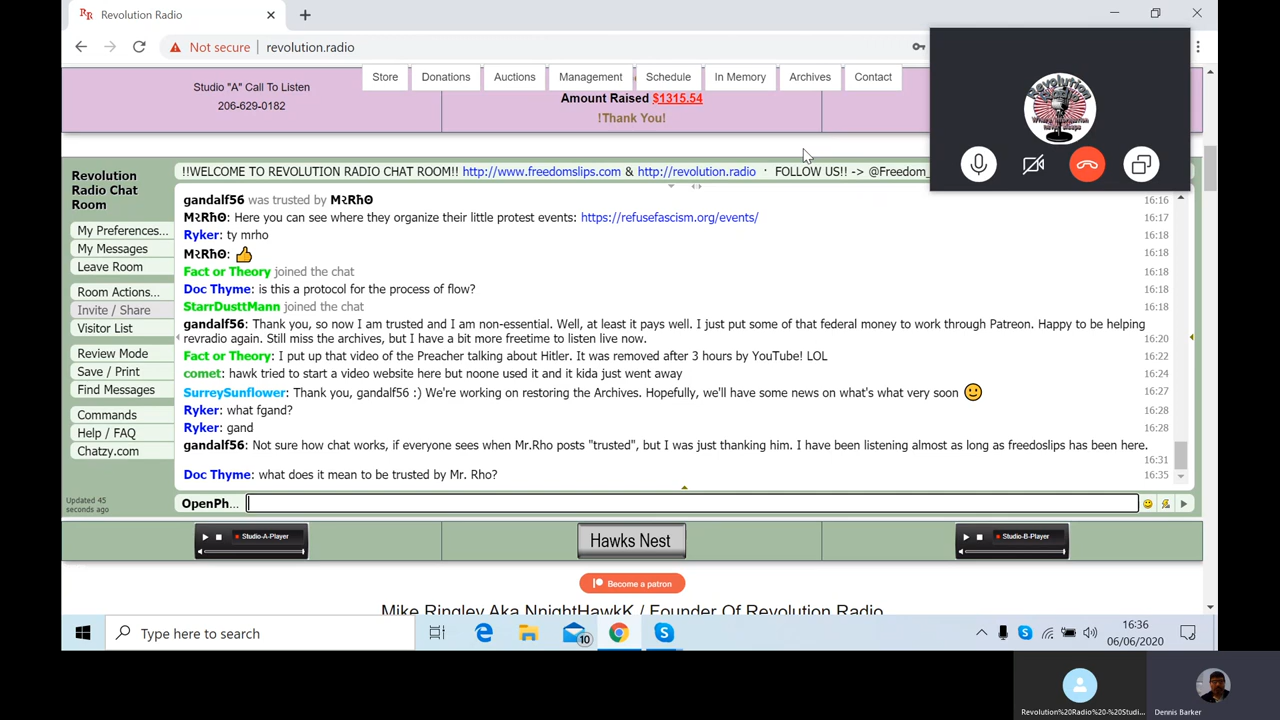 Revolution Radio
Not secure | revolution.radio
Store Donations Auctions Management Schedule In Memory Archives Contact
Studio "A" Call To Listen
206-629-0182
Amount Raised $1315.54
!Thank You!
Revolution Radio Chat Room
!!WELCOME TO REVOLUTION RADIO CHAT ROOM!! http://www.freedomslips.com & http://revolution.radio · FOLLOW US!! -> @Freedom_
My Preferences...
My Messages
Leave Room
Room Actions...
Invite / Share
Visitor List
Review Mode
Save / Print
Find Messages
Commands
Help / FAQ
Chatzy.com
Updated 45 seconds ago
gandalf56 was trusted by MշRħΘ 16:16
MշRħΘ: Here you can see where they organize their little protest events: https://refusefascism.org/events/ 16:17
Ryker: ty mrho 16:18
MշRħΘ: 👍 16:18
Fact or Theory joined the chat 16:18
Doc Thyme: is this a protocol for the process of flow? 16:18
StarrDusttMann joined the chat 16:18
gandalf56: Thank you, so now I am trusted and I am non-essential. Well, at least it pays well. I just put some of that federal money to work through Patreon. Happy to be helping
revradio again. Still miss the archives, but I have a bit more freetime to listen live now. 16:20
Fact or Theory: I put up that video of the Preacher talking about Hitler. It was removed after 3 hours by YouTube! LOL 16:22
comet: hawk tried to start a video website here but noone used it and it kida just went away 16:24
SurreySunflower: Thank you, gandalf56 :) We're working on restoring the Archives. Hopefully, we'll have some news on what's what very soon 🙂 16:27
Ryker: what fgand? 16:28
Ryker: gand 16:28
gandalf56: Not sure how chat works, if everyone sees when Mr.Rho posts "trusted", but I was just thanking him. I have been listening almost as long as freedoslips has been here.
16:31
Doc Thyme: what does it mean to be trusted by Mr. Rho? 16:35
OpenPh...
Studio-A-Player
Hawks Nest
Studio-B-Player
Become a patron
Mike Ringley Aka NnightHawkK / Founder Of Revolution Radio
Type here to search
10
16:36
06/06/2020
Revolution%20Radio%20-%20Studi...
Dennis Barker